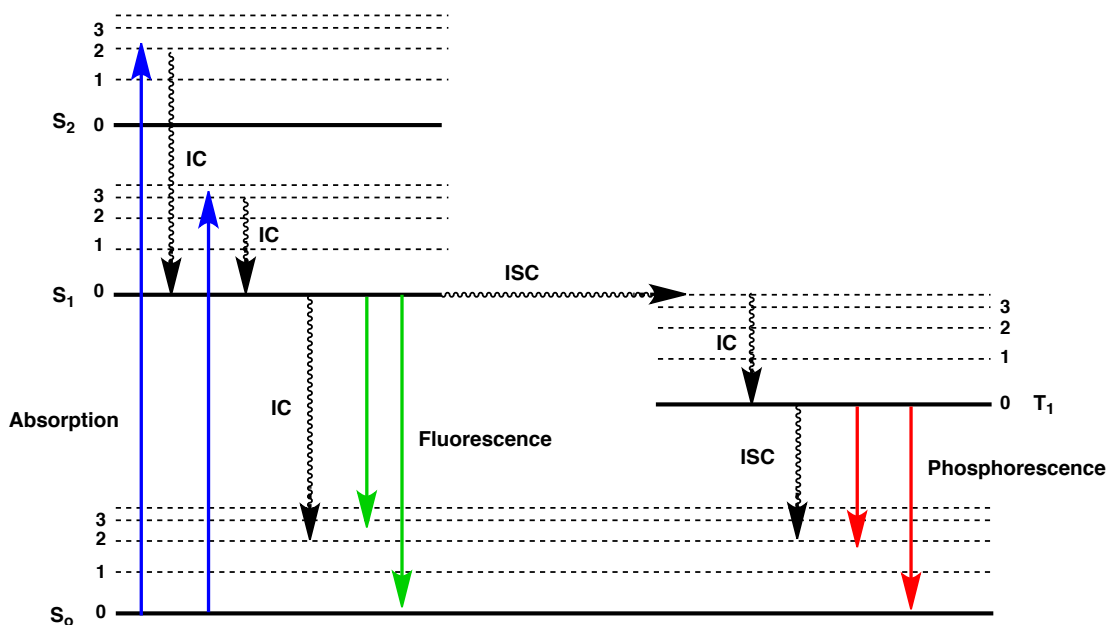 3
2
1
S2 0
IC
3
2
1
IC
S1 0
ISC
3
2
1
IC
0 T1
Absorption
IC
Fluorescence
ISC
Phosphorescence
3
2
1
So 0